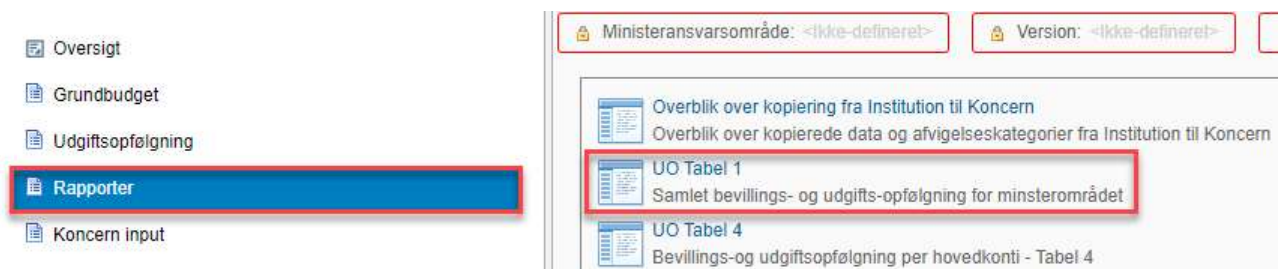 Oversigt
Grundbudget
Udgiftsopfølgning
Rapporter
Koncern input
Ministeransvarsområde: <Ikke-defineret>
Version: <Ikke-defineret>
Overblik over kopiering fra Institution til Koncern
Overblik over kopierede data og afvigelseskategorier fra Institution til Koncern
UO Tabel 1
Samlet bevillings- og udgifts-opfølgning for minsterområdet
UO Tabel 4
Bevillings-og udgiftsopfølgning per hovedkonti - Tabel 4